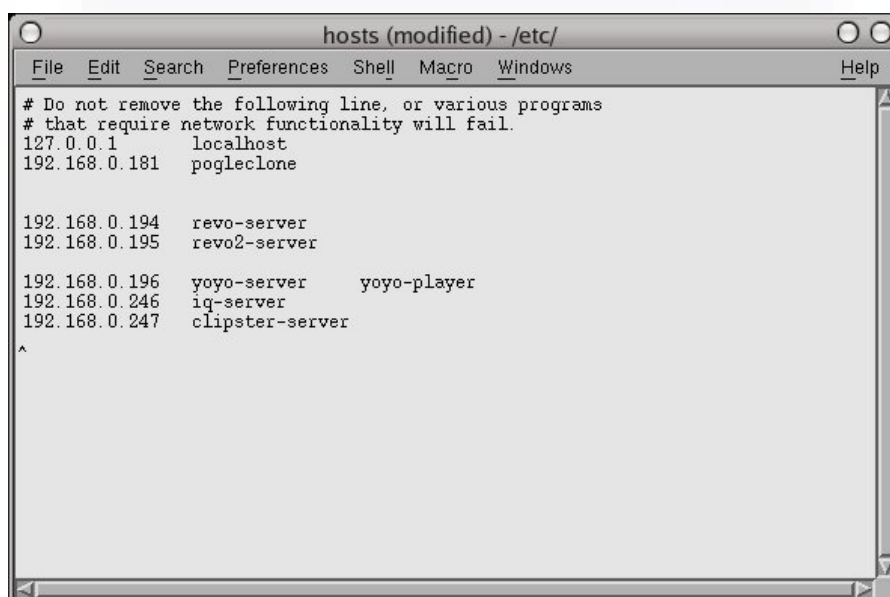 hosts (modified) - /etc/
File Edit Search Preferences Shell Macro Windows Help
# Do not remove the following line, or various programs
# that require network functionality will fail.
127.0.0.1 localhost
192.168.0.181 pogleclone
192.168.0.194 revo-server
192.168.0.195 revo2-server
192.168.0.196 yoyo-server yoyo-player
192.168.0.246 iq-server
192.168.0.247 clipster-server
^